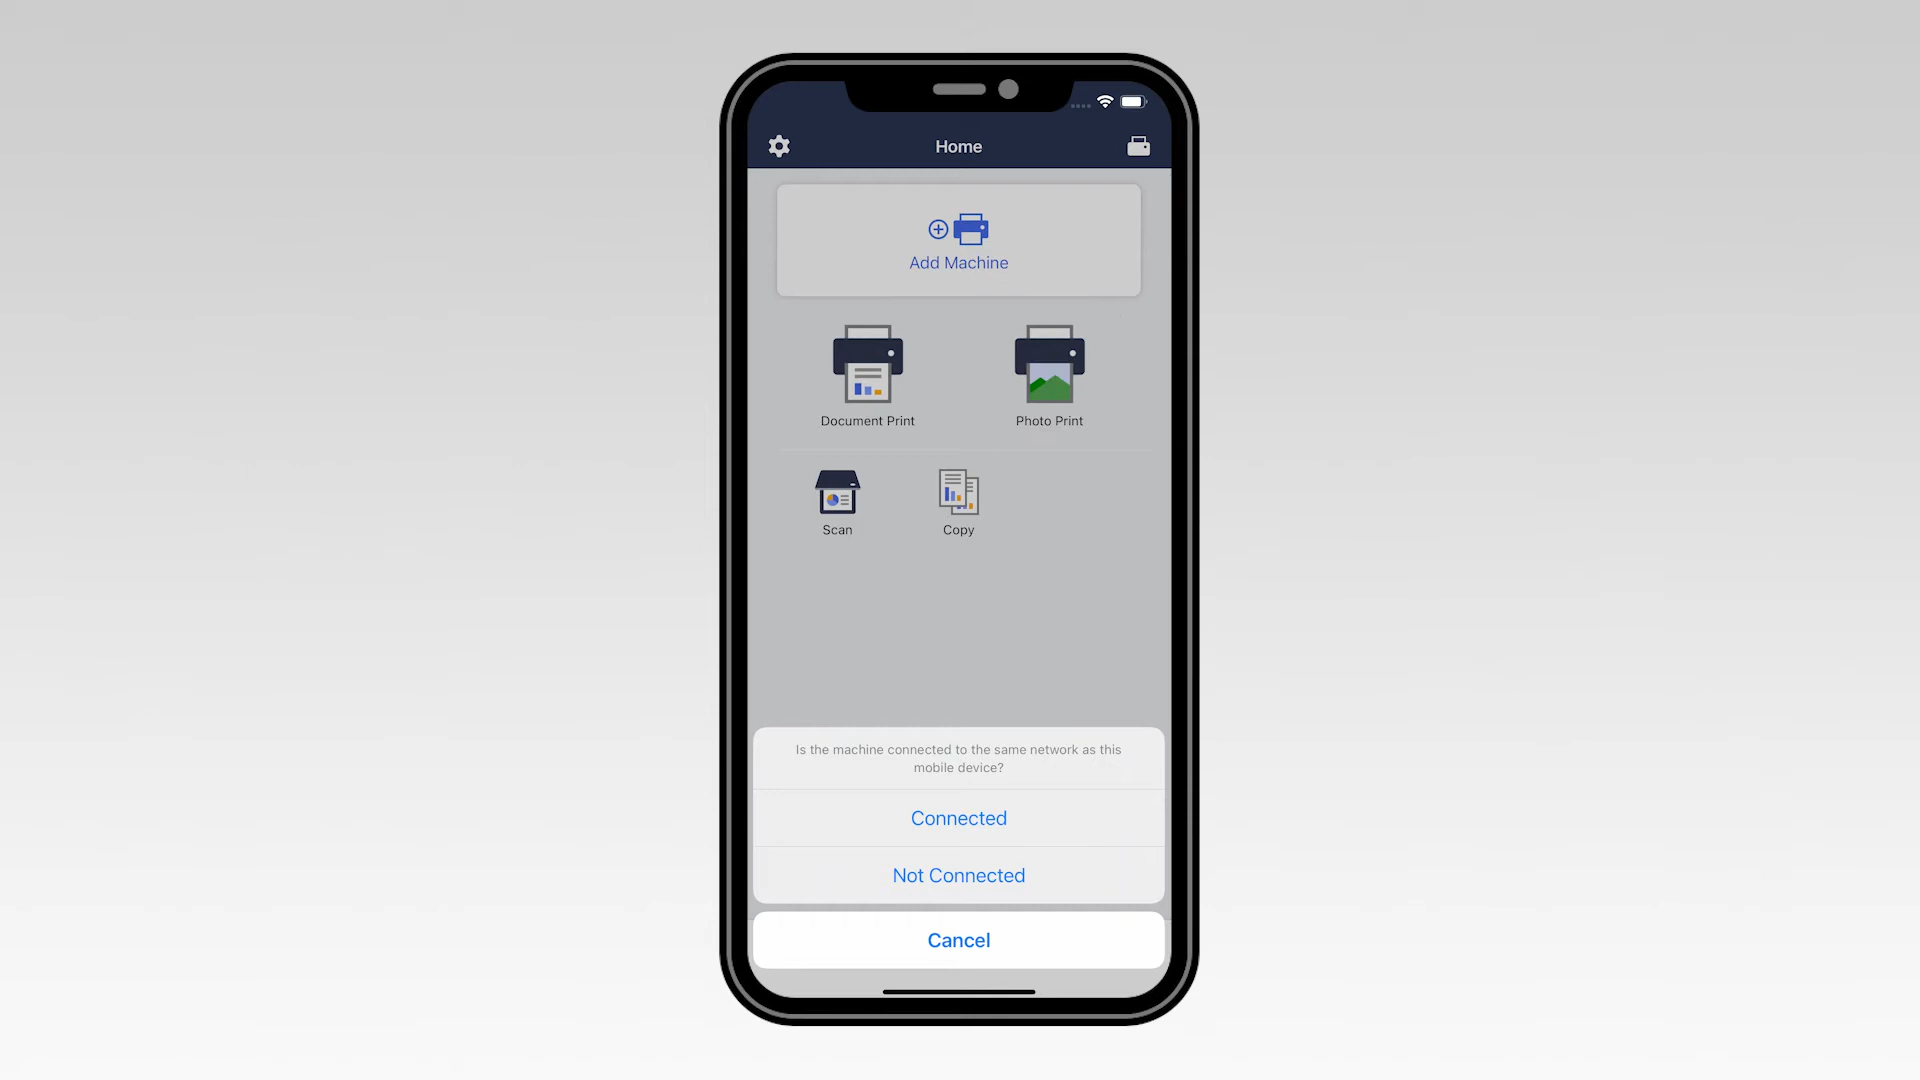 Home
Add Machine
Document Print
Photo Print
Scan
Copy
Is the machine connected to the same network as this
mobile device?
Connected
Not Connected
Cancel